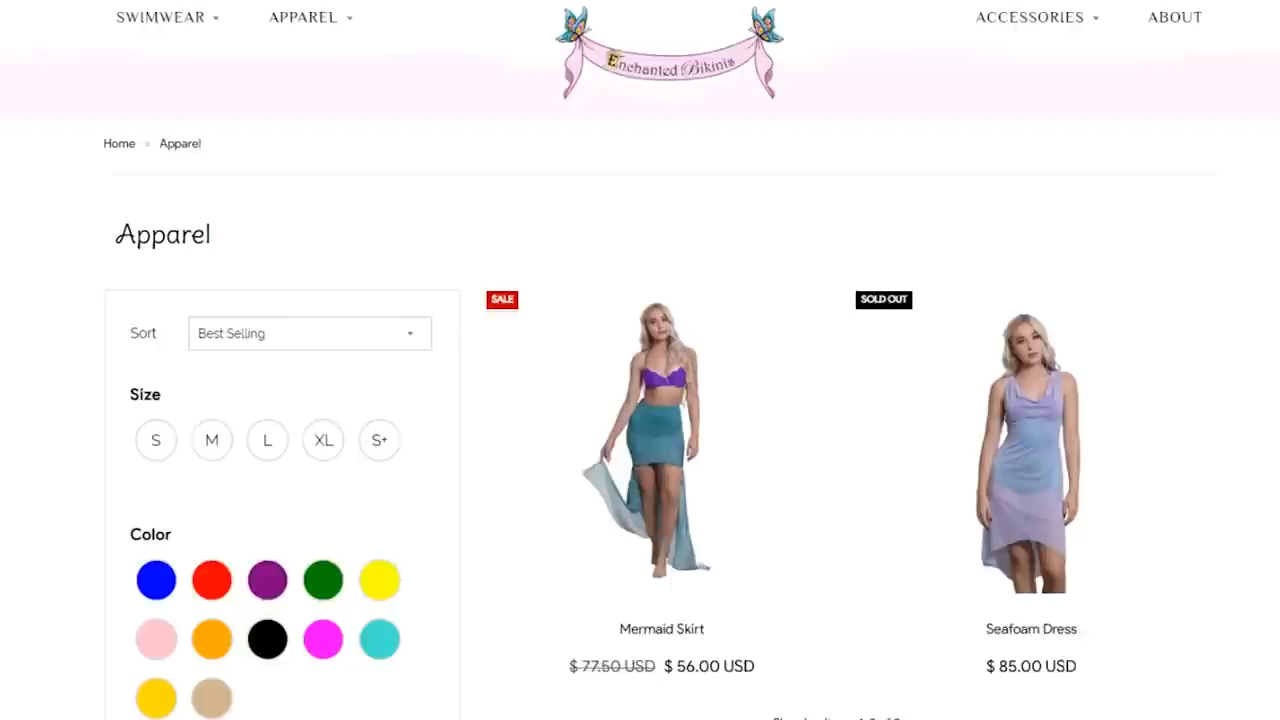 SWIMWEAR
APPAREL
Enchanted Bikinis
ACCESSORIES
ABOUT
Home » Apparel
Apparel
Sort
Best Selling
Size
S M L XL S+
Color
SALE
Mermaid Skirt
$ 77.50 USD $ 56.00 USD
SOLD OUT
Seafoam Dress
$ 85.00 USD